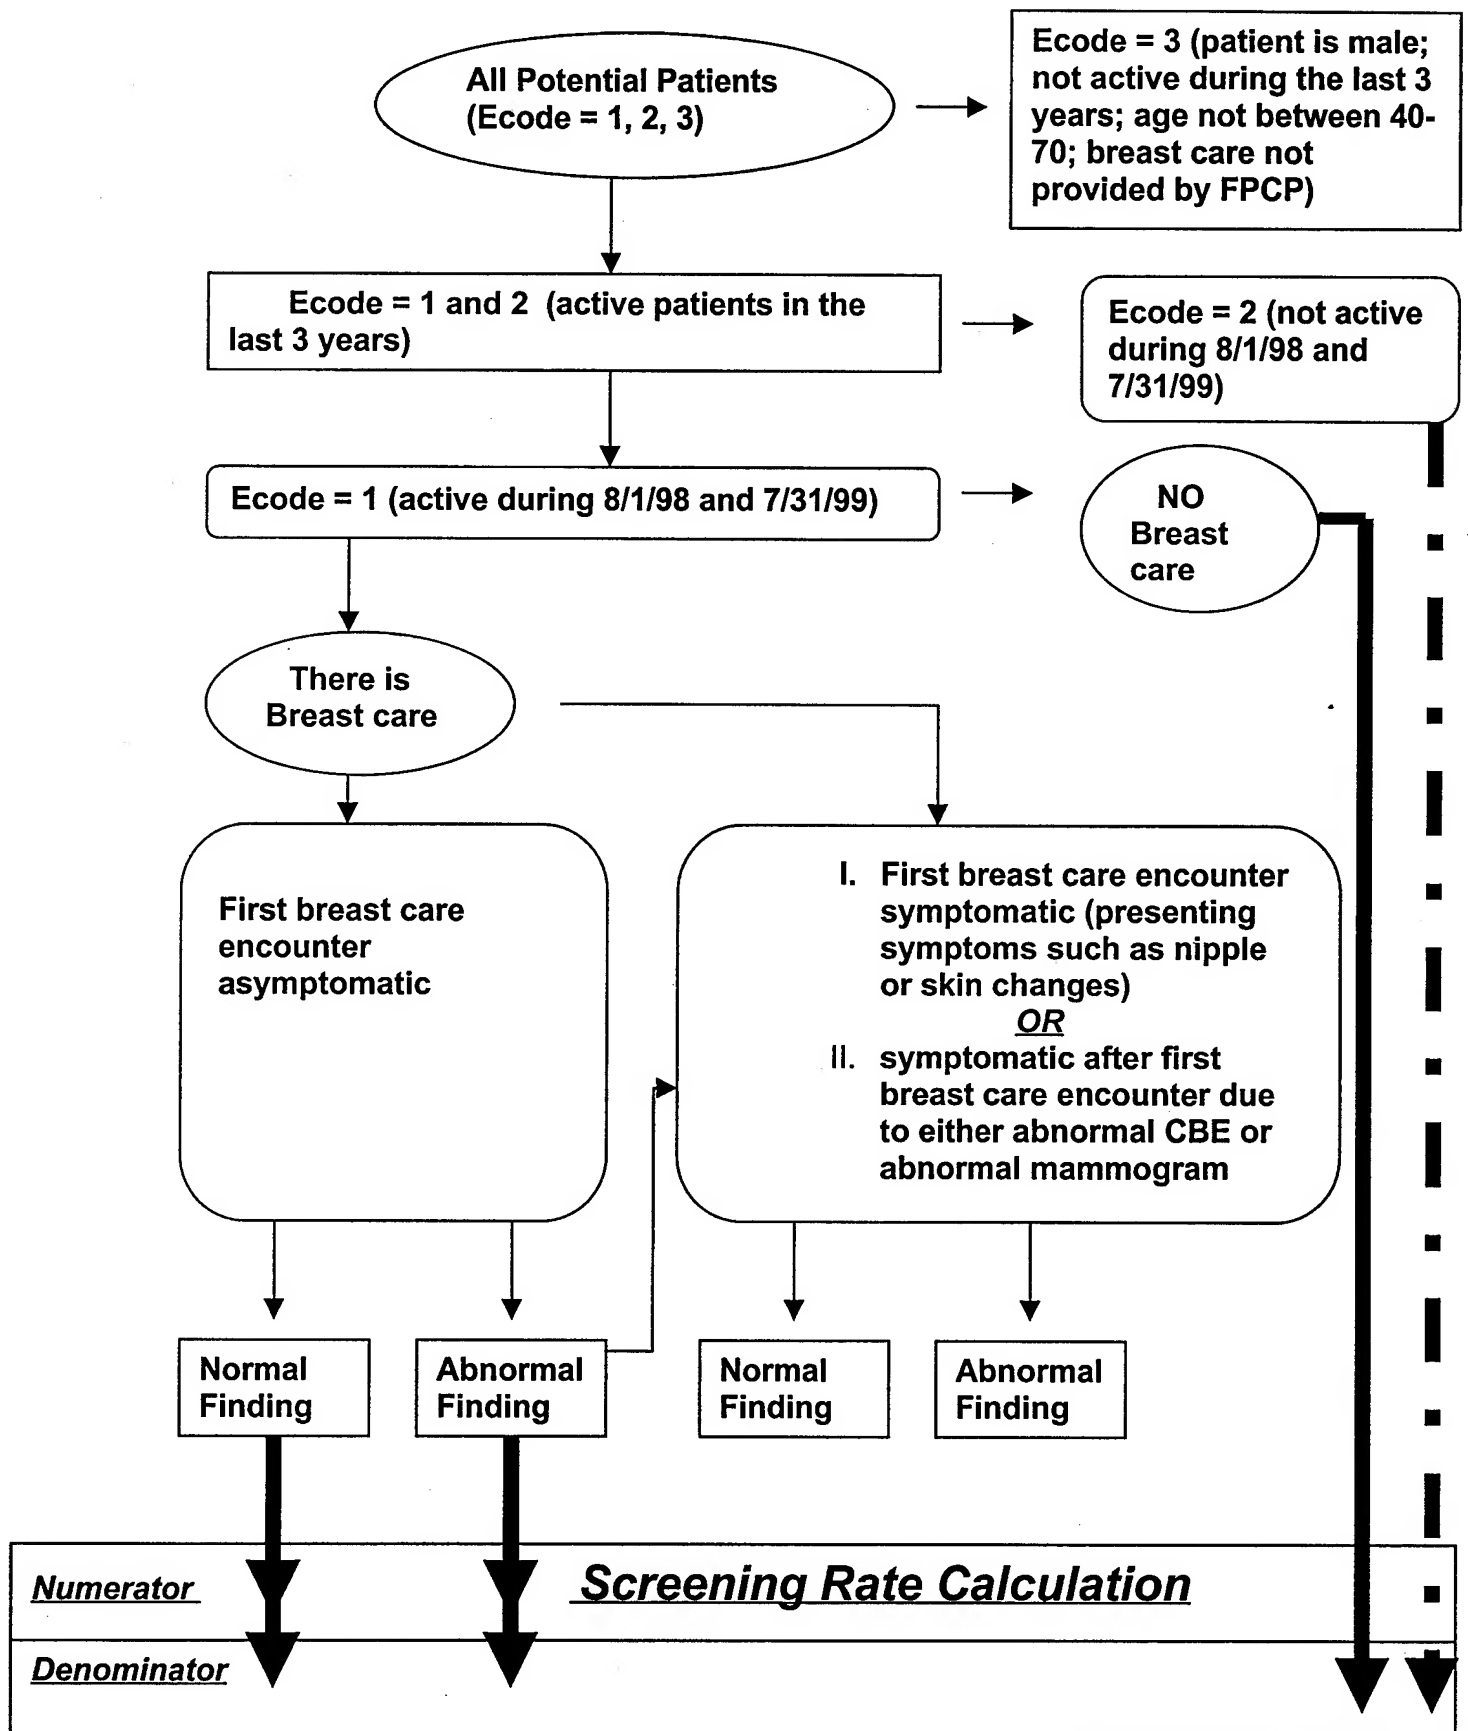 All Potential Patients
(Ecode = 1, 2, 3)
Ecode = 3 (patient is male;
not active during the last 3
years; age not between 40-
70; breast care not
provided by FPCP)
Ecode = 1 and 2 (active patients in the
last 3 years)
Ecode = 2 (not active
during 8/1/98 and
7/31/99)
Ecode = 1 (active during 8/1/98 and 7/31/99)
NO
Breast
care
There is
Breast care
First breast care
encounter
asymptomatic
I. First breast care encounter
symptomatic (presenting
symptoms such as nipple
or skin changes)
OR
II. symptomatic after first
breast care encounter due
to either abnormal CBE or
abnormal mammogram
Normal
Finding
Abnormal
Finding
Normal
Finding
Abnormal
Finding
Numerator
Screening Rate Calculation
Denominator